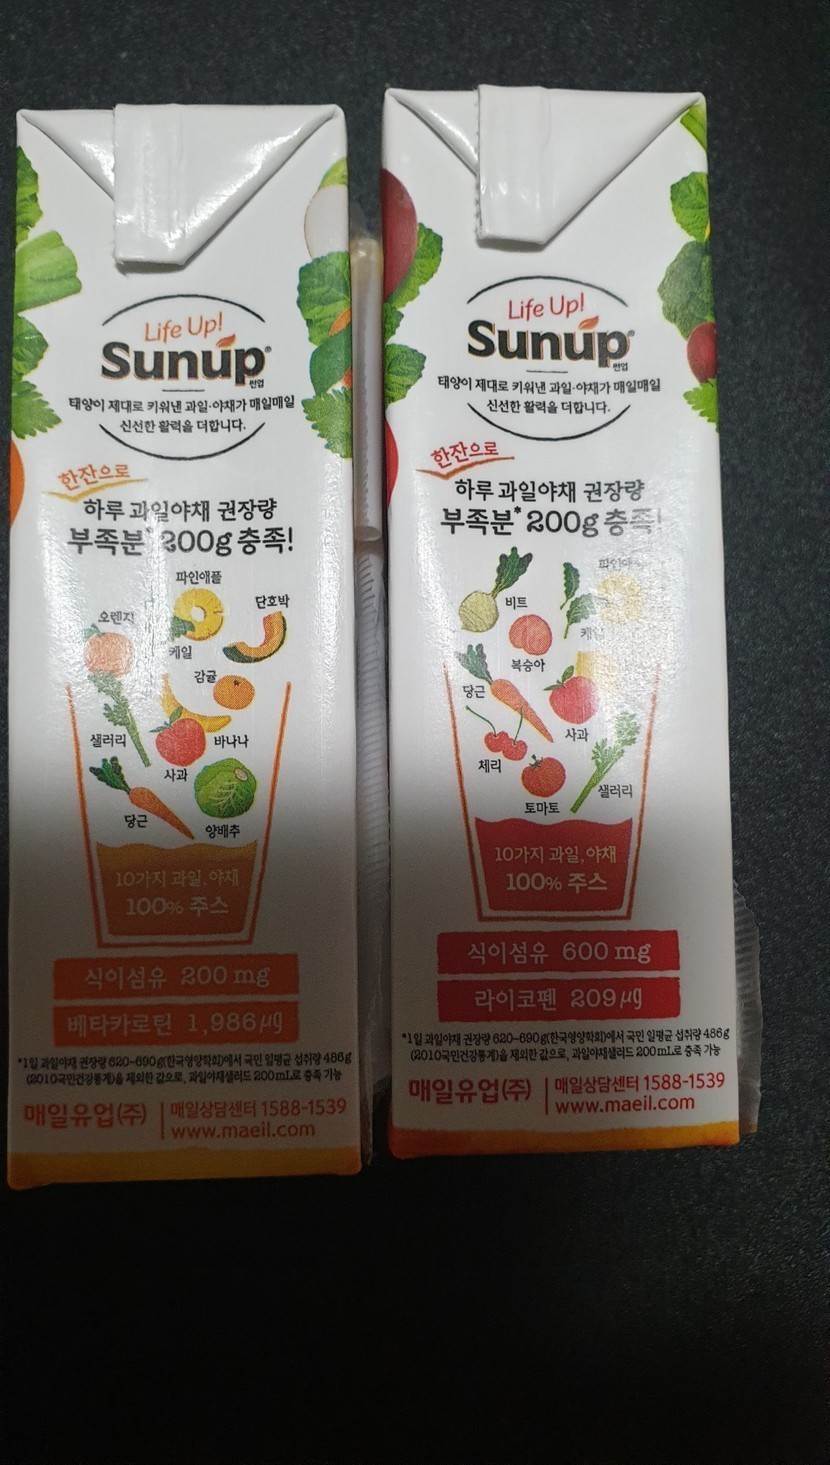 Life Up!
Sunup®
썬업
태양이 제대로 키워낸 과일·야채가 매일매일
신선한 활력을 더합니다.
한잔으로
하루 과일야채 권장량
부족분* 200g 충족!
파인애플
오렌지
단호박
케일
감귤
샐러리
바나나
사과
당근
양배추
10가지 과일, 야채
100% 주스
식이섬유 200 mg
베타카로틴 1,986 µg
*1일 과일야채 권장량 620~690g(한국영양학회)에서 국민 일평균 섭취량 486g
(2010국민건강통계)을 제외한 값으로, 과일야채샐러드 200mL로 충족 가능
매일유업(주)
매일상담센터 1588-1539
www.maeil.com
Life Up!
Sunup®
썬업
태양이 제대로 키워낸 과일·야채가 매일매일
신선한 활력을 더합니다.
한잔으로
하루 과일야채 권장량
부족분* 200g 충족!
비트
케일
복숭아
당근
사과
체리
샐러리
토마토
10가지 과일, 야채
100% 주스
식이섬유 600 mg
라이코펜 209 µg
*1일 과일야채 권장량 620~690g(한국영양학회)에서 국민 일평균 섭취량 486g
(2010국민건강통계)을 제외한 값으로, 과일야채샐러드 200mL로 충족 가능
매일유업(주)
매일상담센터 1588-1539
www.maeil.com